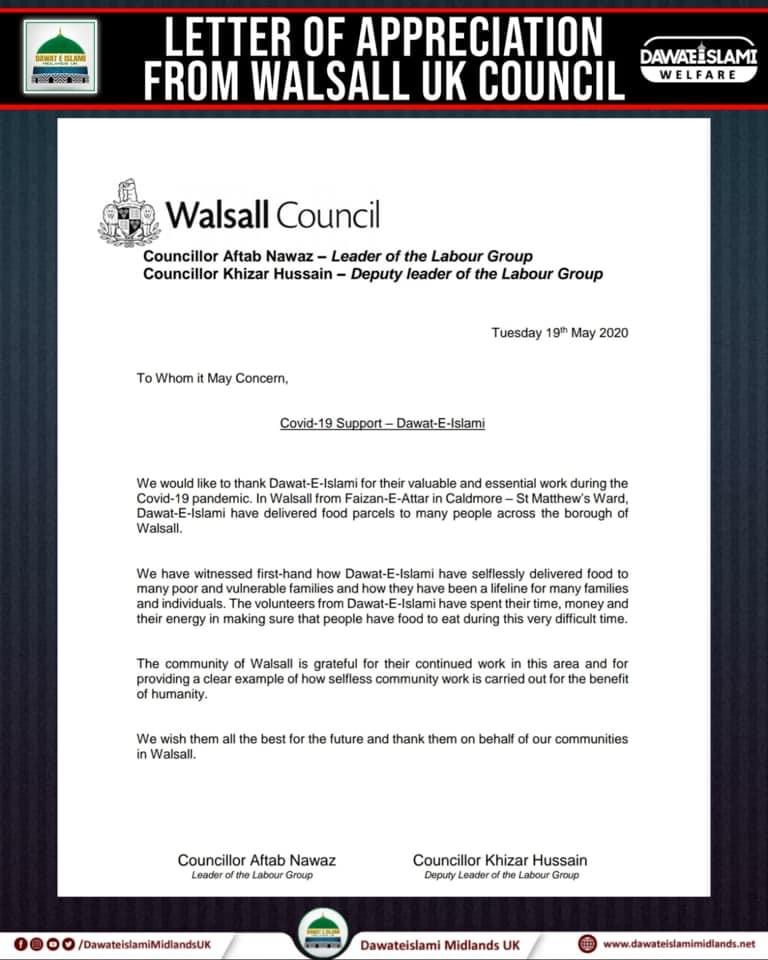 LETTER OF APPRECIATION
FROM WALSALL UK COUNCIL
DAWAT E ISLAMI
MIDLANDS UK
DAWATEISLAMI
WELFARE
Walsall Council
Councillor Aftab Nawaz – Leader of the Labour Group
Councillor Khizar Hussain – Deputy leader of the Labour Group
Tuesday 19th May 2020
To Whom it May Concern,
Covid-19 Support – Dawat-E-Islami
We would like to thank Dawat-E-Islami for their valuable and essential work during the
Covid-19 pandemic. In Walsall from Faizan-E-Attar in Caldmore – St Matthew's Ward,
Dawat-E-Islami have delivered food parcels to many people across the borough of
Walsall.
We have witnessed first-hand how Dawat-E-Islami have selflessly delivered food to
many poor and vulnerable families and how they have been a lifeline for many families
and individuals. The volunteers from Dawat-E-Islami have spent their time, money and
their energy in making sure that people have food to eat during this very difficult time.
The community of Walsall is grateful for their continued work in this area and for
providing a clear example of how selfless community work is carried out for the benefit
of humanity.
We wish them all the best for the future and thank them on behalf of our communities
in Walsall.
Councillor Aftab Nawaz
Leader of the Labour Group
Councillor Khizar Hussain
Deputy Leader of the Labour Group
/DawateislamiMidlandsUK
DAWAT E ISLAMI
Dawateislami Midlands UK
www.dawateislamimidlands.net